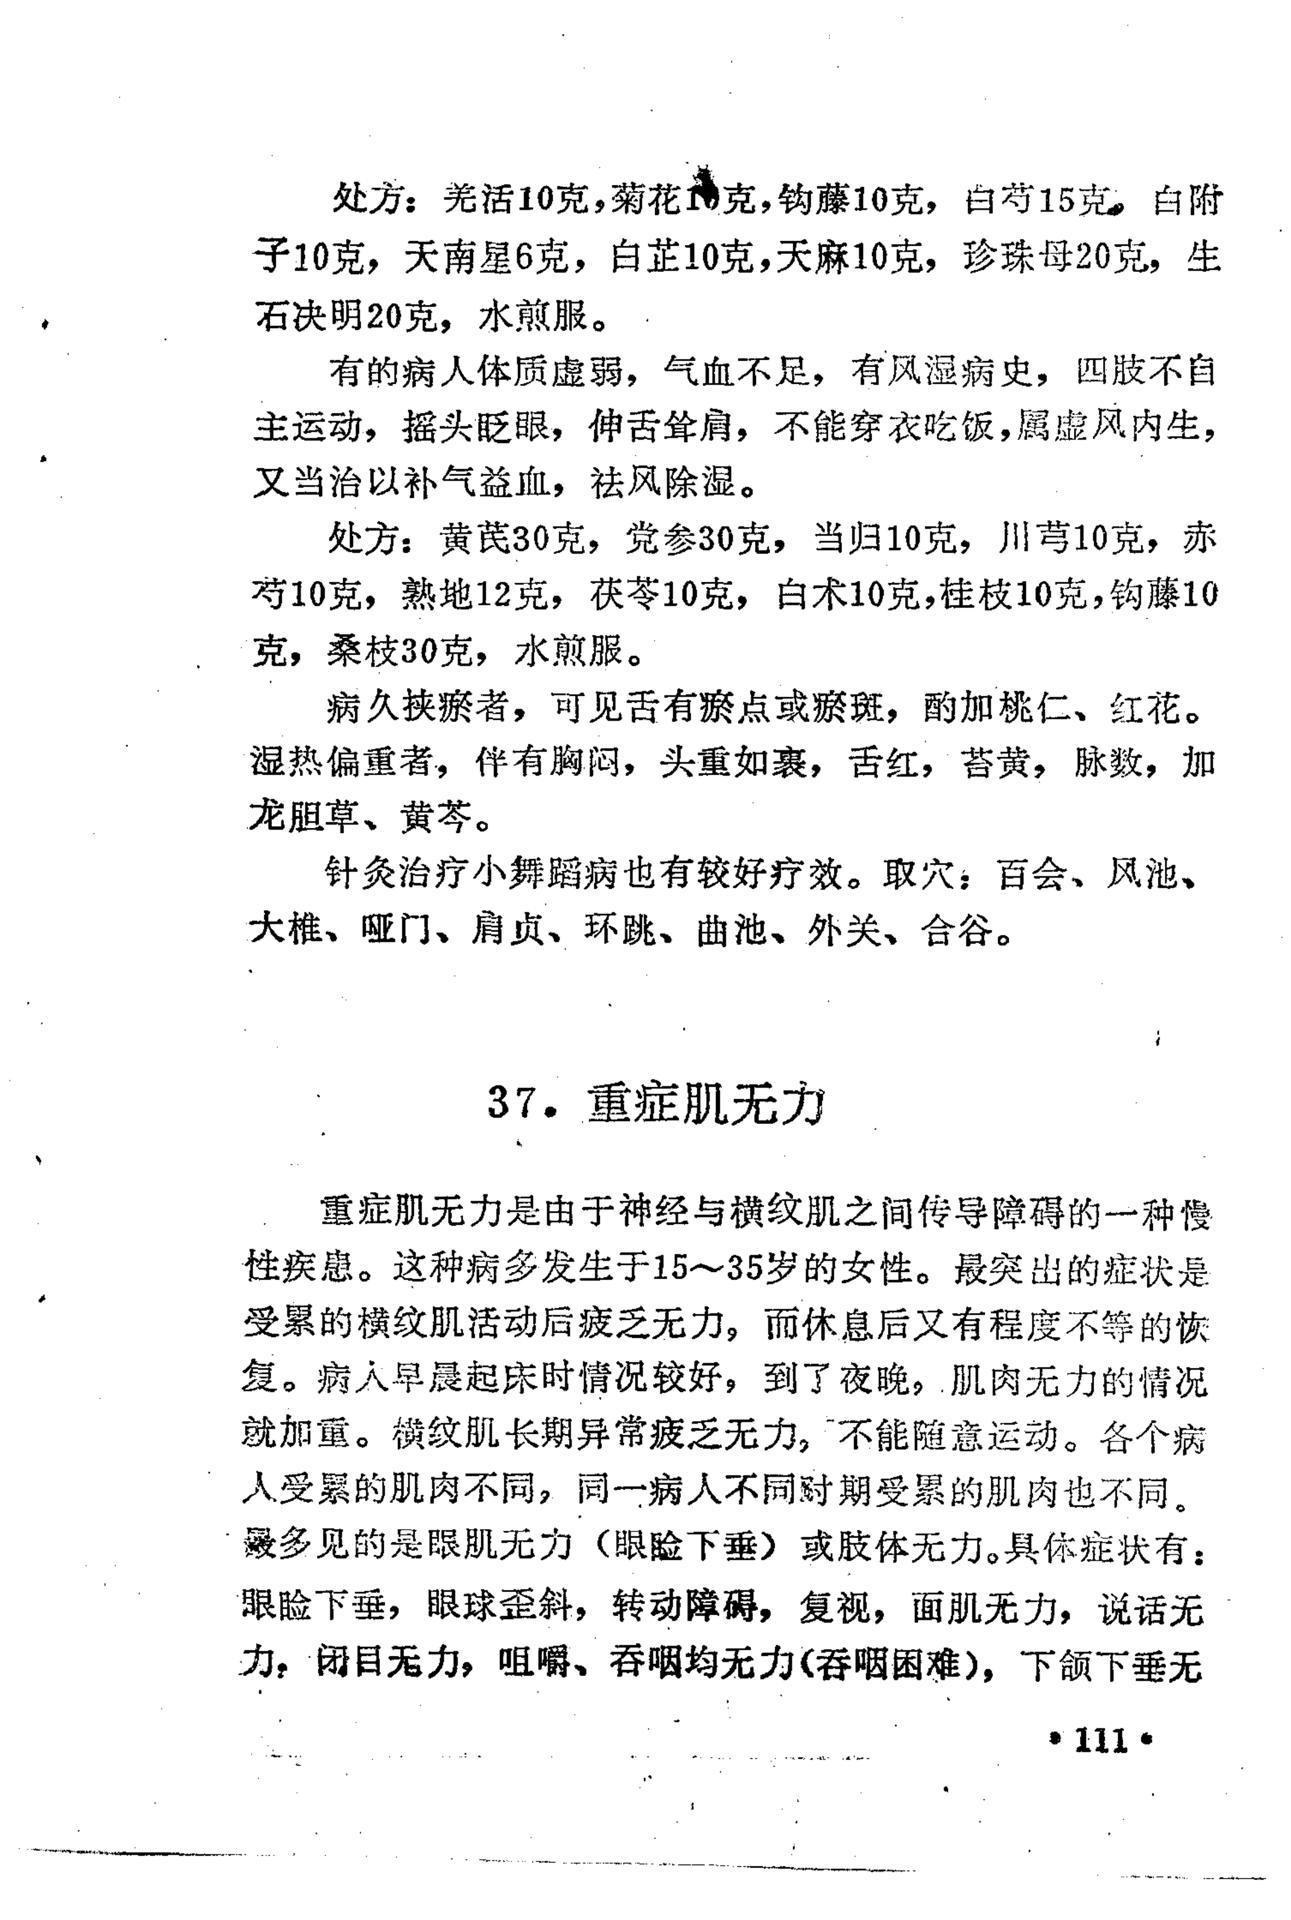 处方：羌活10克，菊花10克，钩藤10克，白芍15克，白附
子10克，天南星6克，白芷10克，天麻10克，珍珠母20克，生
石决明20克，水煎服。
有的病人体质虚弱，气血不足，有风湿病史，四肢不自
主运动，摇头眨眼，伸舌耸肩，不能穿衣吃饭，属虚风内生，
又当治以补气益血，祛风除湿。
处方：黄芪30克，党参30克，当归10克，川芎10克，赤
芍10克，熟地12克，茯苓10克，白术10克，桂枝10克，钩藤10
克，桑枝30克，水煎服。
病久挟瘀者，可见舌有瘀点或瘀斑，酌加桃仁、红花。
湿热偏重者，伴有胸闷，头重如裹，舌红，苔黄，脉数，加
龙胆草、黄芩。
针灸治疗小舞蹈病也有较好疗效。取穴：百会、风池、
大椎、哑门、肩贞、环跳、曲池、外关、合谷。
37．重症肌无力
重症肌无力是由于神经与横纹肌之间传导障碍的一种慢
性疾患。这种病多发生于15～35岁的女性。最突出的症状是
受累的横纹肌活动后疲乏无力，而休息后又有程度不等的恢
复。病人早晨起床时情况较好，到了夜晚，肌肉无力的情况
就加重。横纹肌长期异常疲乏无力，不能随意运动。各个病
人受累的肌肉不同，同一病人不同时期受累的肌肉也不同。
最多见的是眼肌无力（眼睑下垂）或肢体无力。具体症状有：
眼睑下垂，眼球歪斜，转动障碍，复视，面肌无力，说话无
力，闭目无力，咀嚼、吞咽均无力（吞咽困难），下颌下垂无
•111•